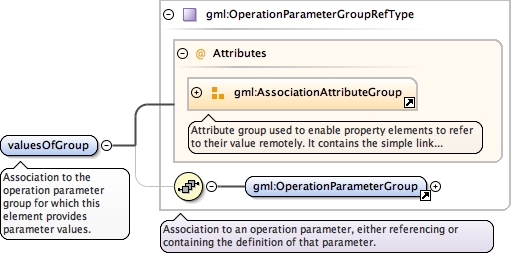 gml:OperationParameterGroupRefType
@ Attributes
gml:AssociationAttributeGroup
Attribute group used to enable property elements to refer
to their value remotely. It contains the simple link...
valuesOfGroup
Association to the
operation parameter
group for which this
element provides
parameter values.
gml:OperationParameterGroup
Association to an operation parameter, either referencing or
containing the definition of that parameter.